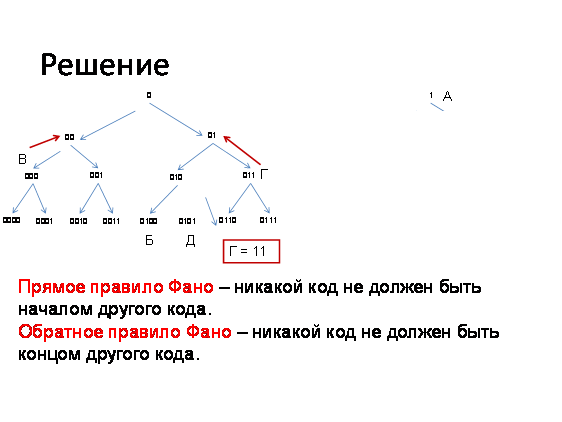 Решение
0 1 А
00 01
В
000 001 010 011 Г
0000 0001 0010 0011 0100 0101 0110 0111
Б Д
Г = 11
Прямое правило Фано – никакой код не должен быть
началом другого кода.
Обратное правило Фано – никакой код не должен быть
концом другого кода.